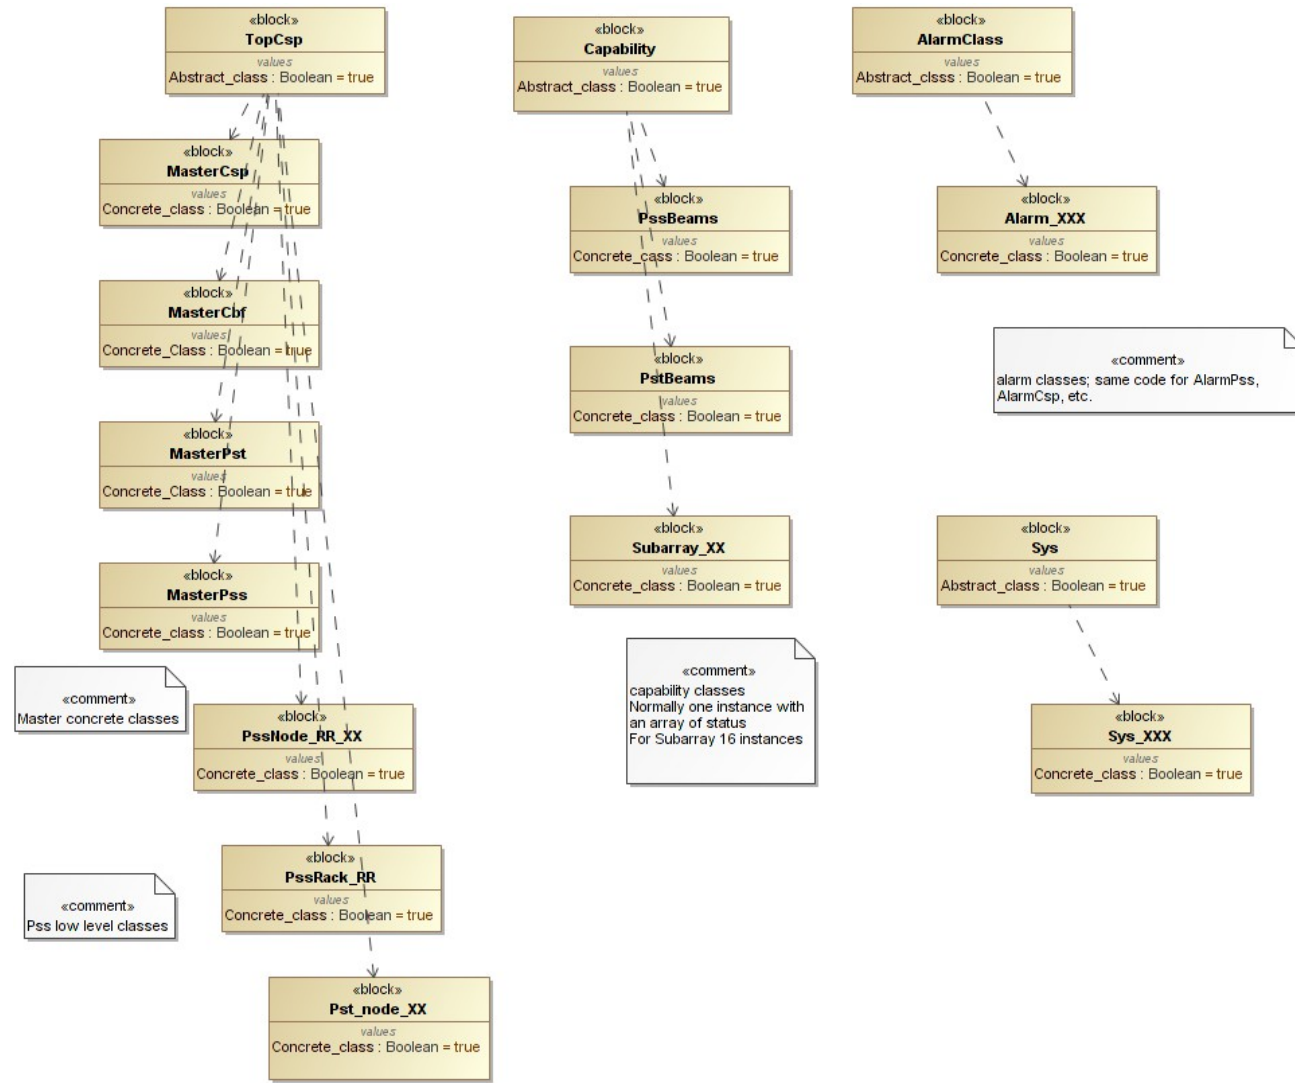 «block»
TopCsp
values
Abstract_class : Boolean = true
«block»
MasterCsp
values
Concrete_class : Boolean = true
«block»
MasterCbf
values
Concrete_Class : Boolean = true
«block»
MasterPst
values
Concrete_Class : Boolean = true
«block»
MasterPss
values
Concrete_class : Boolean = true
«comment»
Master concrete classes
«block»
PssNode_RR_XX
values
Concrete_class : Boolean = true
«block»
PssRack_RR
values
Concrete_class : Boolean = true
«comment»
Pss low level classes
«block»
Pst_node_XX
values
Concrete_class : Boolean = true
«block»
Capability
values
Abstract_class : Boolean = true
«block»
PssBeams
values
Concrete_cass : Boolean = true
«block»
PstBeams
values
Concrete_class : Boolean = true
«block»
Subarray_XX
values
Concrete_class : Boolean = true
«comment»
capability classes
Normally one instance with
an array of status
For Subarray 16 instances
«block»
AlarmClass
values
Absstract_clsss : Boolean = true
«block»
Alarm_XXX
values
Concrete_class : Boolean = true
«comment»
alarm classes; same code for AlarmPss,
AlarmCsp, etc.
«block»
Sys
values
Abstract_class : Boolean = true
«block»
Sys_XXX
values
Concrete_class : Boolean = true